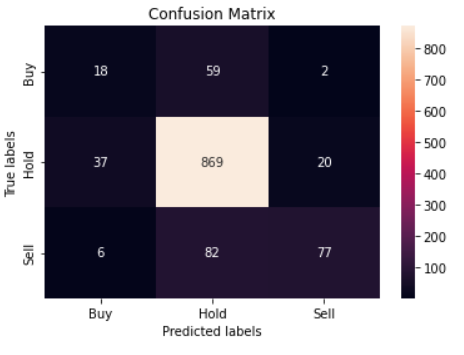 Confusion Matrix
True labels
Buy 18 59 2
Hold 37 869 20
Sell 6 82 77
Buy Hold Sell
Predicted labels
800
700
600
500
400
300
200
100